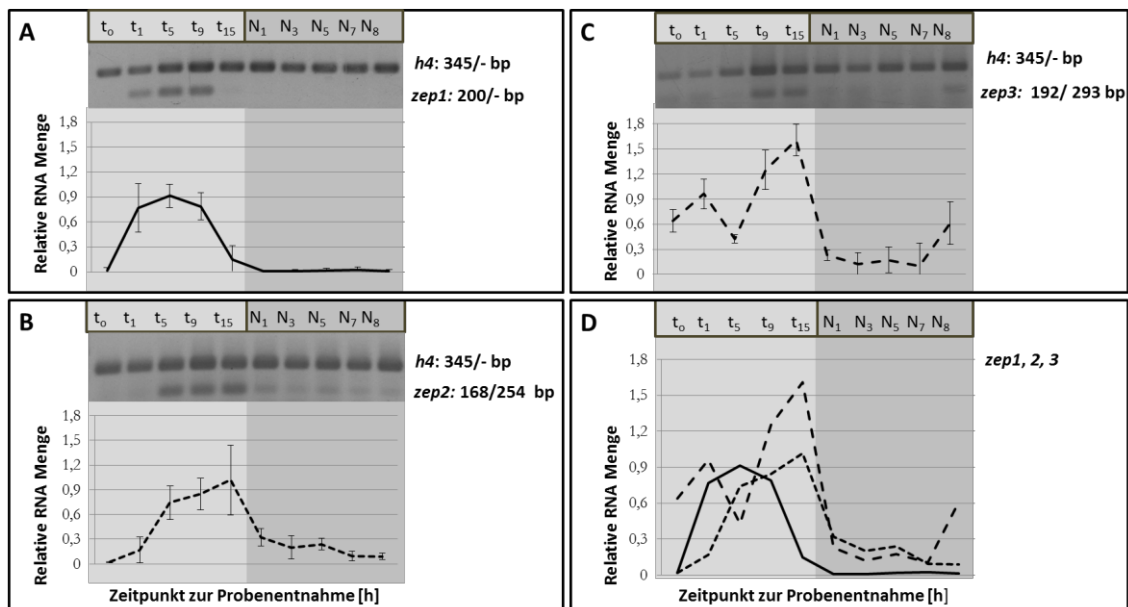 A
t₀ t₁ t₅ t₉ t₁₅ N₁ N₃ N₅ N₇ N₈
h4: 345/- bp
zep1: 200/- bp
Relative RNA Menge
1,8
1,5
1,2
0,9
0,6
0,3
0
B
t₀ t₁ t₅ t₉ t₁₅ N₁ N₃ N₅ N₇ N₈
h4: 345/- bp
zep2: 168/254 bp
Relative RNA Menge
1,8
1,5
1,2
0,9
0,6
0,3
0
Zeitpunkt zur Probenentnahme [h]
C
t₀ t₁ t₅ t₉ t₁₅ N₁ N₃ N₅ N₇ N₈
h4: 345/- bp
zep3: 192/ 293 bp
Relative RNA Menge
1,8
1,5
1,2
0,9
0,6
0,3
0
D
t₀ t₁ t₅ t₉ t₁₅ N₁ N₃ N₅ N₇ N₈
zep1, 2, 3
Relative RNA Menge
1,8
1,5
1,2
0,9
0,6
0,3
0
Zeitpunkt zur Probenentnahme [h]